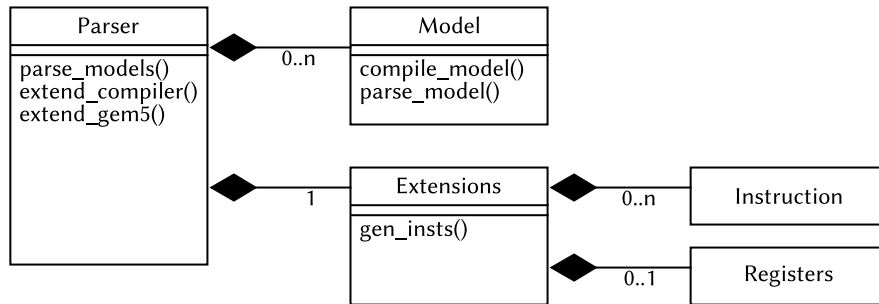 Parser
parse_models()
extend_compiler()
extend_gem5()
0..n
Model
compile_model()
parse_model()
1
Extensions
gen_insts()
0..n
Instruction
0..1
Registers